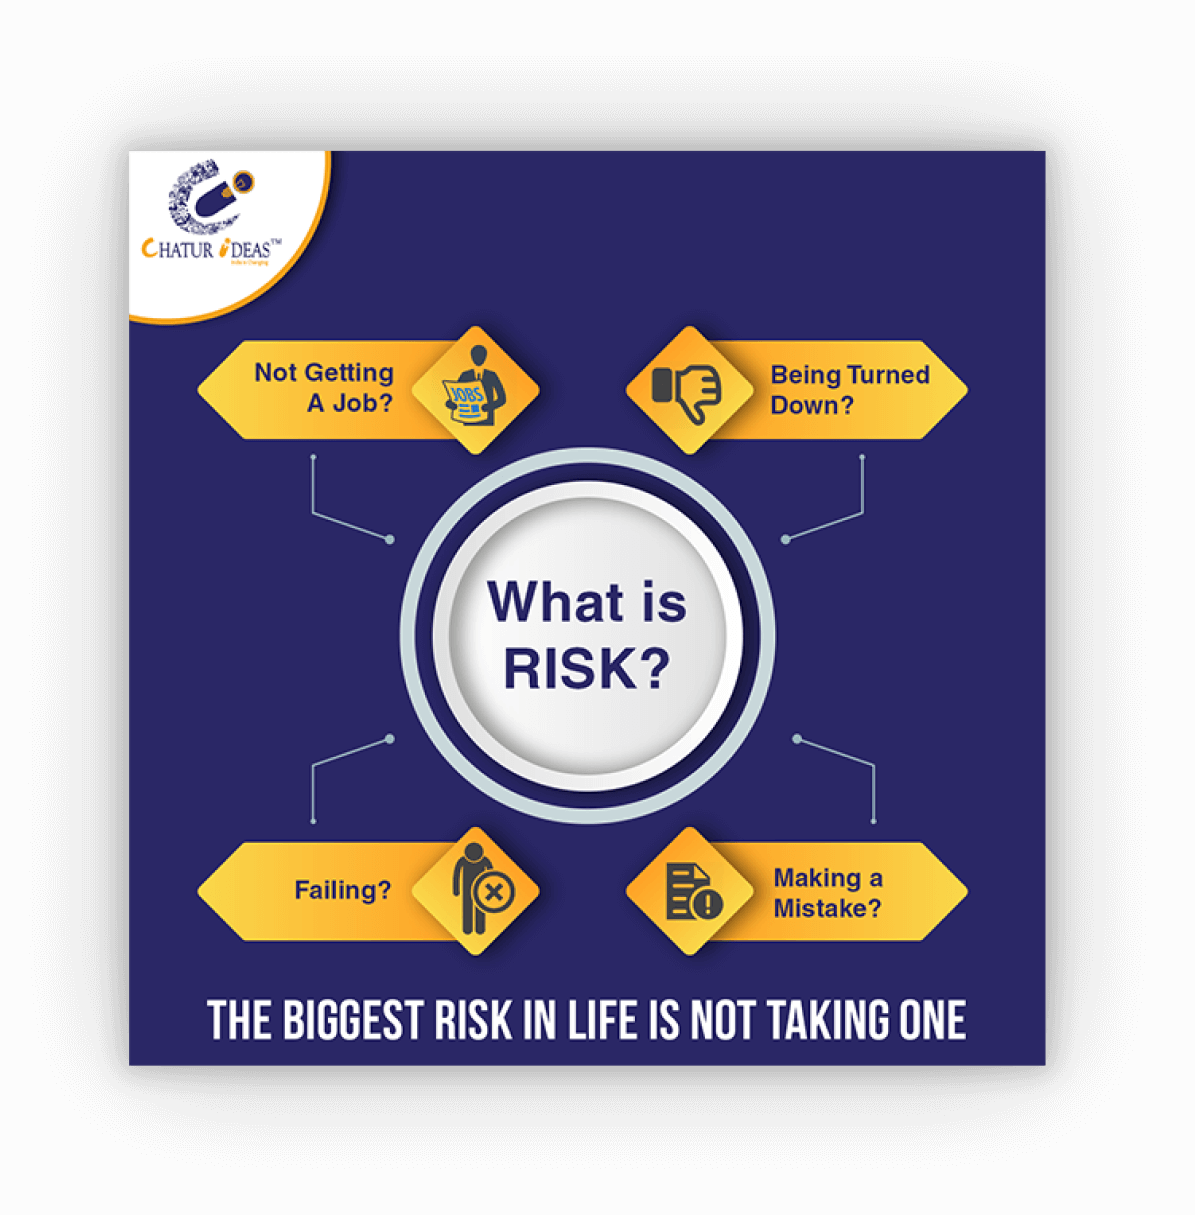 CHATUR iDEAS™
Not Getting
A Job?
JOBS
Being Turned
Down?
What is
RISK?
Failing?
Making a
Mistake?
THE BIGGEST RISK IN LIFE IS NOT TAKING ONE